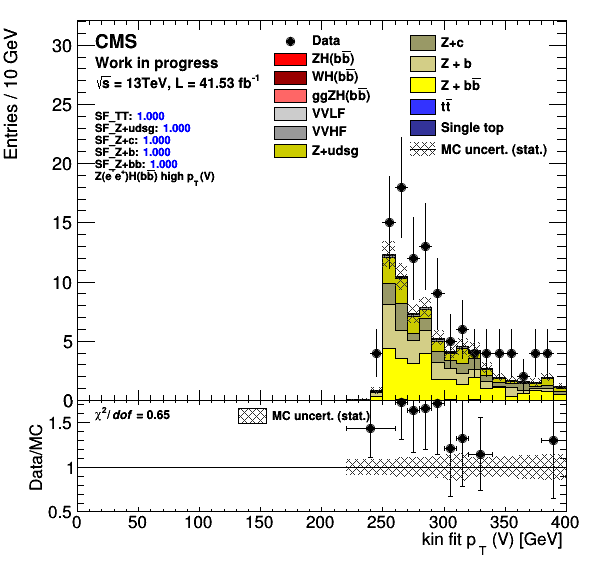 CMS
Work in progress
√s = 13TeV, L = 41.53 fb⁻¹
SF_TT: 1.000
SF_Z+udsg: 1.000
SF_Z+c: 1.000
SF_Z+b: 1.000
SF_Z+bb: 1.000
Z(e⁻e⁺)H(bb̅) high p_T(V)
Data
ZH(bb̅)
WH(bb̅)
ggZH(bb̅)
VVLF
VVHF
Z+udsg
Z+c
Z + b
Z + bb̅
tt̅
Single top
MC uncert. (stat.)
Entries / 10 GeV
30
25
20
15
10
5
0
χ²/dof = 0.65
MC uncert. (stat.)
Data/MC
1.5
1
0.5
0 50 100 150 200 250 300 350 400
kin fit p_T (V) [GeV]